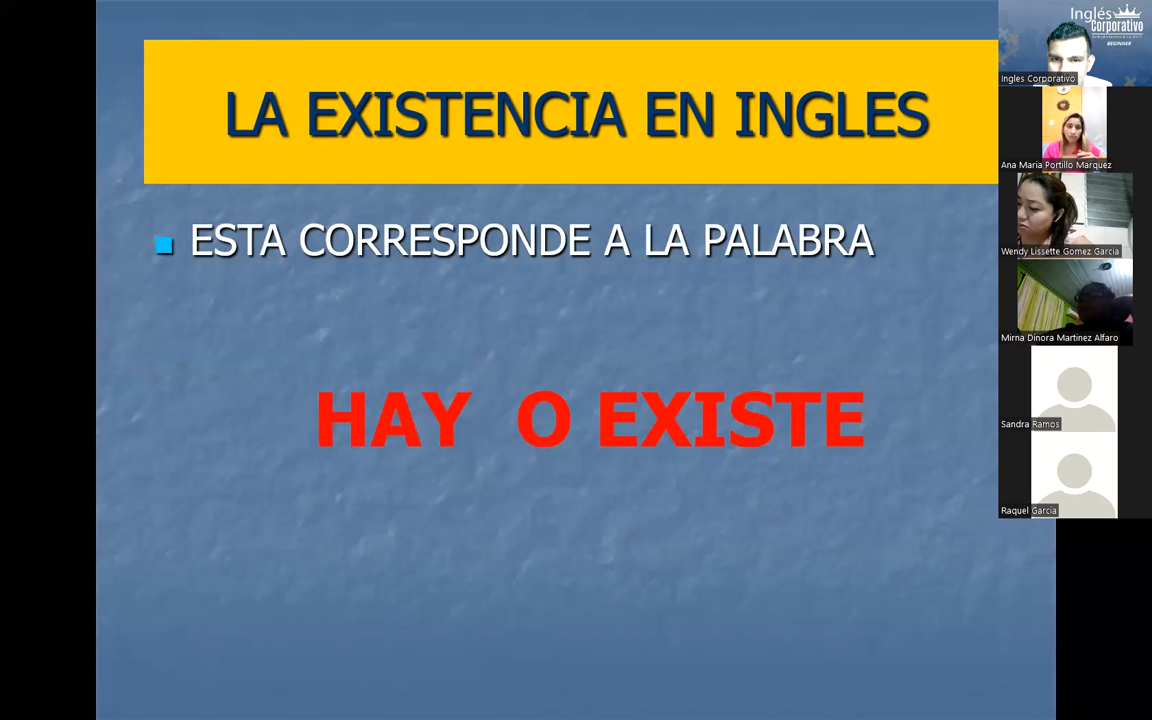 LA EXISTENCIA EN INGLES
ESTA CORRESPONDE A LA PALABRA
HAY O EXISTE
Inglés
Corporativo
BEGINNER
Ingles Corporativo
Ana Maria Portillo Marquez
Wendy Lissette Gomez Garcia
Mirna Dinora Martinez Alfaro
Sandra Ramos
Raquel Garcia